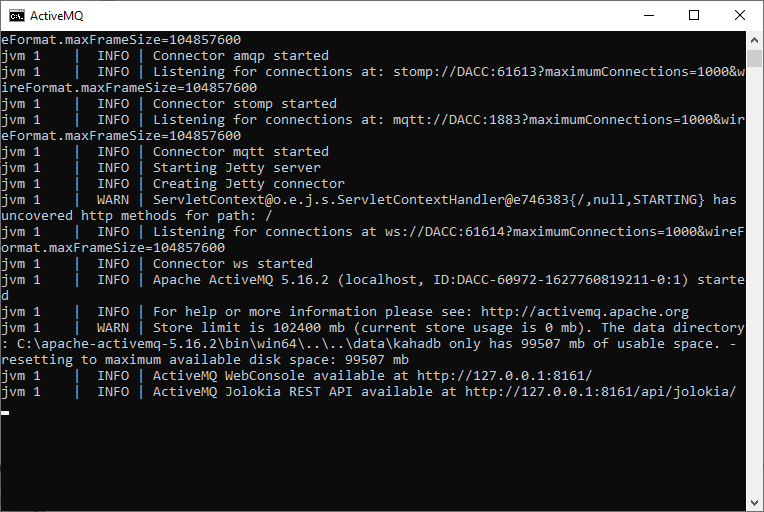 ActiveMQ
eFormat.maxFrameSize=104857600
jvm 1    |  INFO | Connector amqp started
jvm 1    |  INFO | Listening for connections at: stomp://DACC:61613?maximumConnections=1000&w
ireFormat.maxFrameSize=104857600
jvm 1    |  INFO | Connector stomp started
jvm 1    |  INFO | Listening for connections at: mqtt://DACC:1883?maximumConnections=1000&wir
eFormat.maxFrameSize=104857600
jvm 1    |  INFO | Connector mqtt started
jvm 1    |  INFO | Starting Jetty server
jvm 1    |  INFO | Creating Jetty connector
jvm 1    |  WARN | ServletContext@o.e.j.s.ServletContextHandler@e746383{/,null,STARTING} has
uncovered http methods for path: /
jvm 1    |  INFO | Listening for connections at ws://DACC:61614?maximumConnections=1000&wireF
ormat.maxFrameSize=104857600
jvm 1    |  INFO | Connector ws started
jvm 1    |  INFO | Apache ActiveMQ 5.16.2 (localhost, ID:DACC-60972-1627760819211-0:1) starte
d
jvm 1    |  INFO | For help or more information please see: http://activemq.apache.org
jvm 1    |  WARN | Store limit is 102400 mb (current store usage is 0 mb). The data directory
: C:\apache-activemq-5.16.2\bin\win64\..\..\data\kahadb only has 99507 mb of usable space. -
resetting to maximum available disk space: 99507 mb
jvm 1    |  INFO | ActiveMQ WebConsole available at http://127.0.0.1:8161/
jvm 1    |  INFO | ActiveMQ Jolokia REST API available at http://127.0.0.1:8161/api/jolokia/